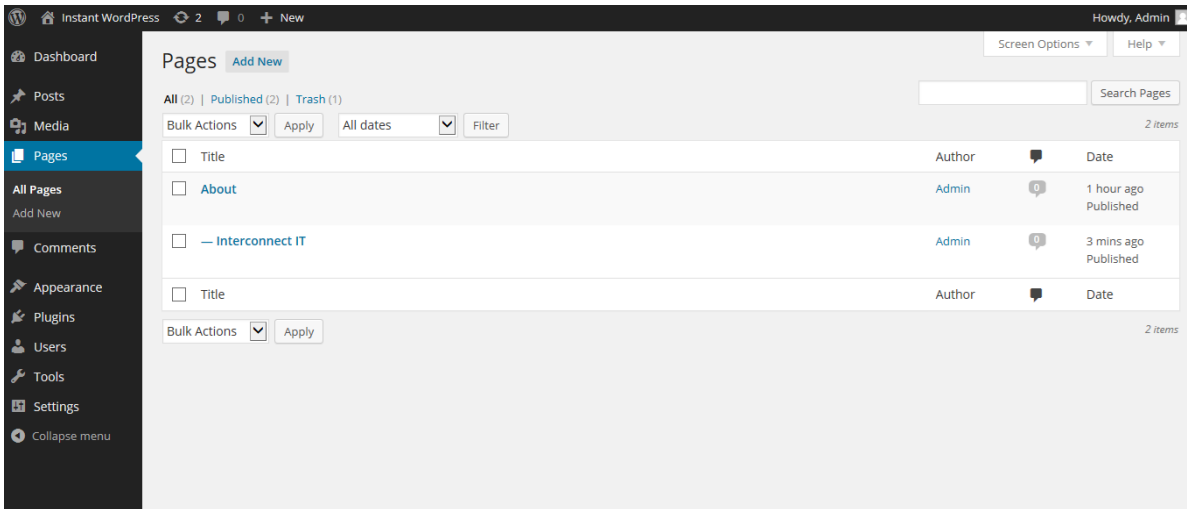 Instant WordPress 2 0 + New Howdy, Admin
Screen Options Help
Dashboard
Posts
Media
Pages
All Pages
Add New
Comments
Appearance
Plugins
Users
Tools
Settings
Collapse menu
Pages Add New
All (2) | Published (2) | Trash (1)
Search Pages
Bulk Actions Apply All dates Filter 2 items
Title Author Date
About Admin 0 1 hour ago
Published
— Interconnect IT Admin 0 3 mins ago
Published
Title Author Date
Bulk Actions Apply 2 items